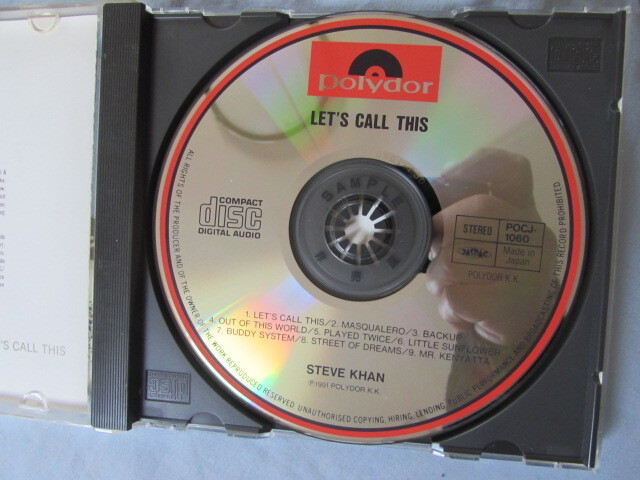 polydor
LET'S CALL THIS
SAMPLE
COMPACT
disc
DIGITAL AUDIO
STEREO
POCJ-
1060
Made in
Japan
POLYDOR K.K.
1. LET'S CALL THIS/2. MASQUALERO/3. BACKUP
4. OUT OF THIS WORLD/5. PLAYED TWICE/6. LITTLE SUNFLOWER
7. BUDDY SYSTEM/8. STREET OF DREAMS/9. MR. KENYATTA
STEVE KHAN
℗1991 POLYDOR K.K.
ALL RIGHTS OF THE PRODUCER AND OF THE OWNER OF THE WORK REPRODUCED RESERVED. UNAUTHORISED COPYING, HIRING, LENDING, PUBLIC PERFORMANCE AND BROADCASTING OF THIS RECORD PROHIBITED.
'S CALL THIS